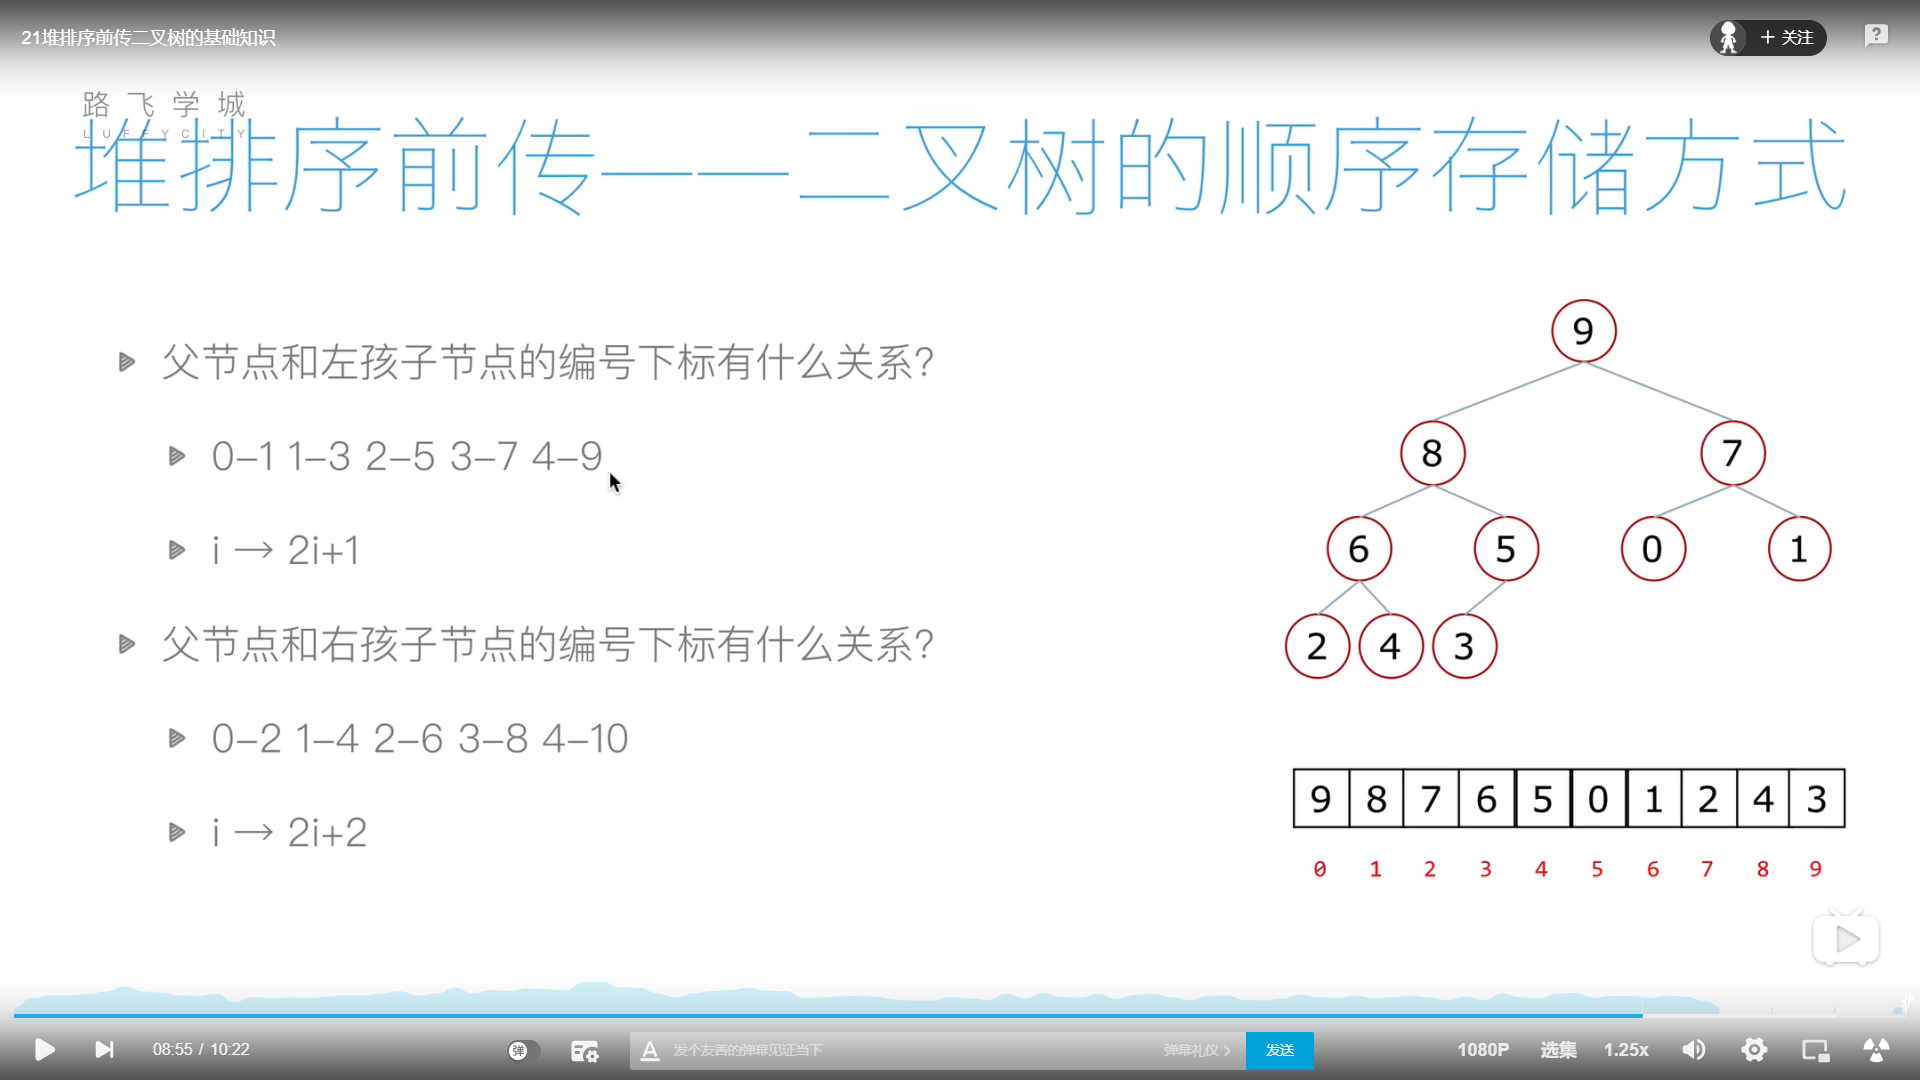 21堆排序前传二叉树的基础知识
+ 关注
?
路飞学城
LUFFYCITY
堆排序前传——二叉树的顺序存储方式
父节点和左孩子节点的编号下标有什么关系?
0-1 1-3 2-5 3-7 4-9
i → 2i+1
父节点和右孩子节点的编号下标有什么关系?
0-2 1-4 2-6 3-8 4-10
i → 2i+2
9
8 7
6 5 0 1
2 4 3
9 8 7 6 5 0 1 2 4 3
0 1 2 3 4 5 6 7 8 9
08:55 / 10:22
弹
A 发个友善的弹幕见证当下
弹幕礼仪 >
发送
1080P
选集
1.25x